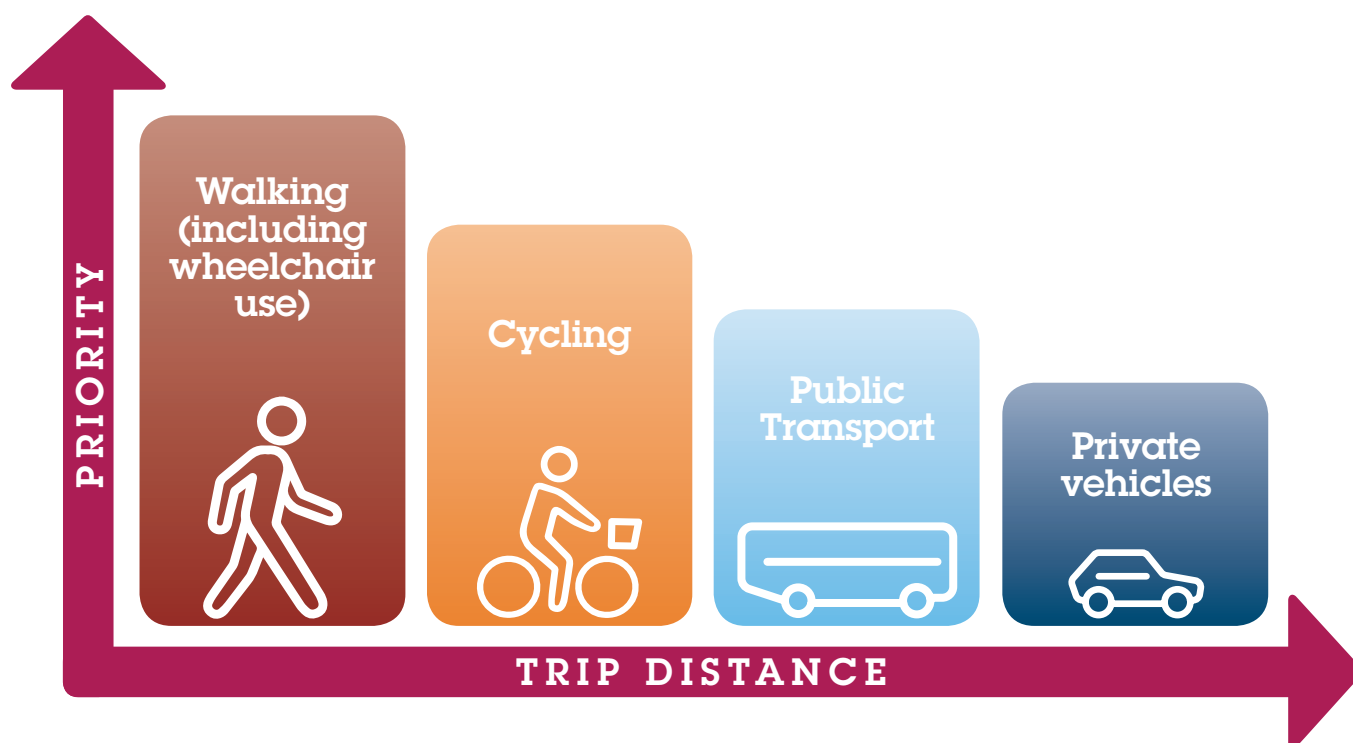 PRIORITY
Walking
(including
wheelchair
use)
Cycling
Public
Transport
Private
vehicles
TRIP DISTANCE